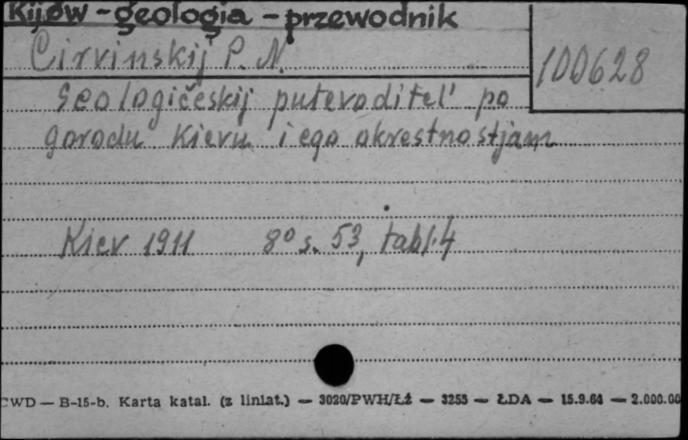 Kijów - geologia - przewodnik
Cirvinskij P. N.
100628
Geologičeskij putevoditel' po
gorodu Kievu i ego okrestnostjam
Kiev 1911 8° s. 53, tabl. 4
CWD — B-15-b. Karta katal. (z liniat.) — 3020/PWH/Łź — 3255 — ŁDA — 15.9.64 — 2.000.00